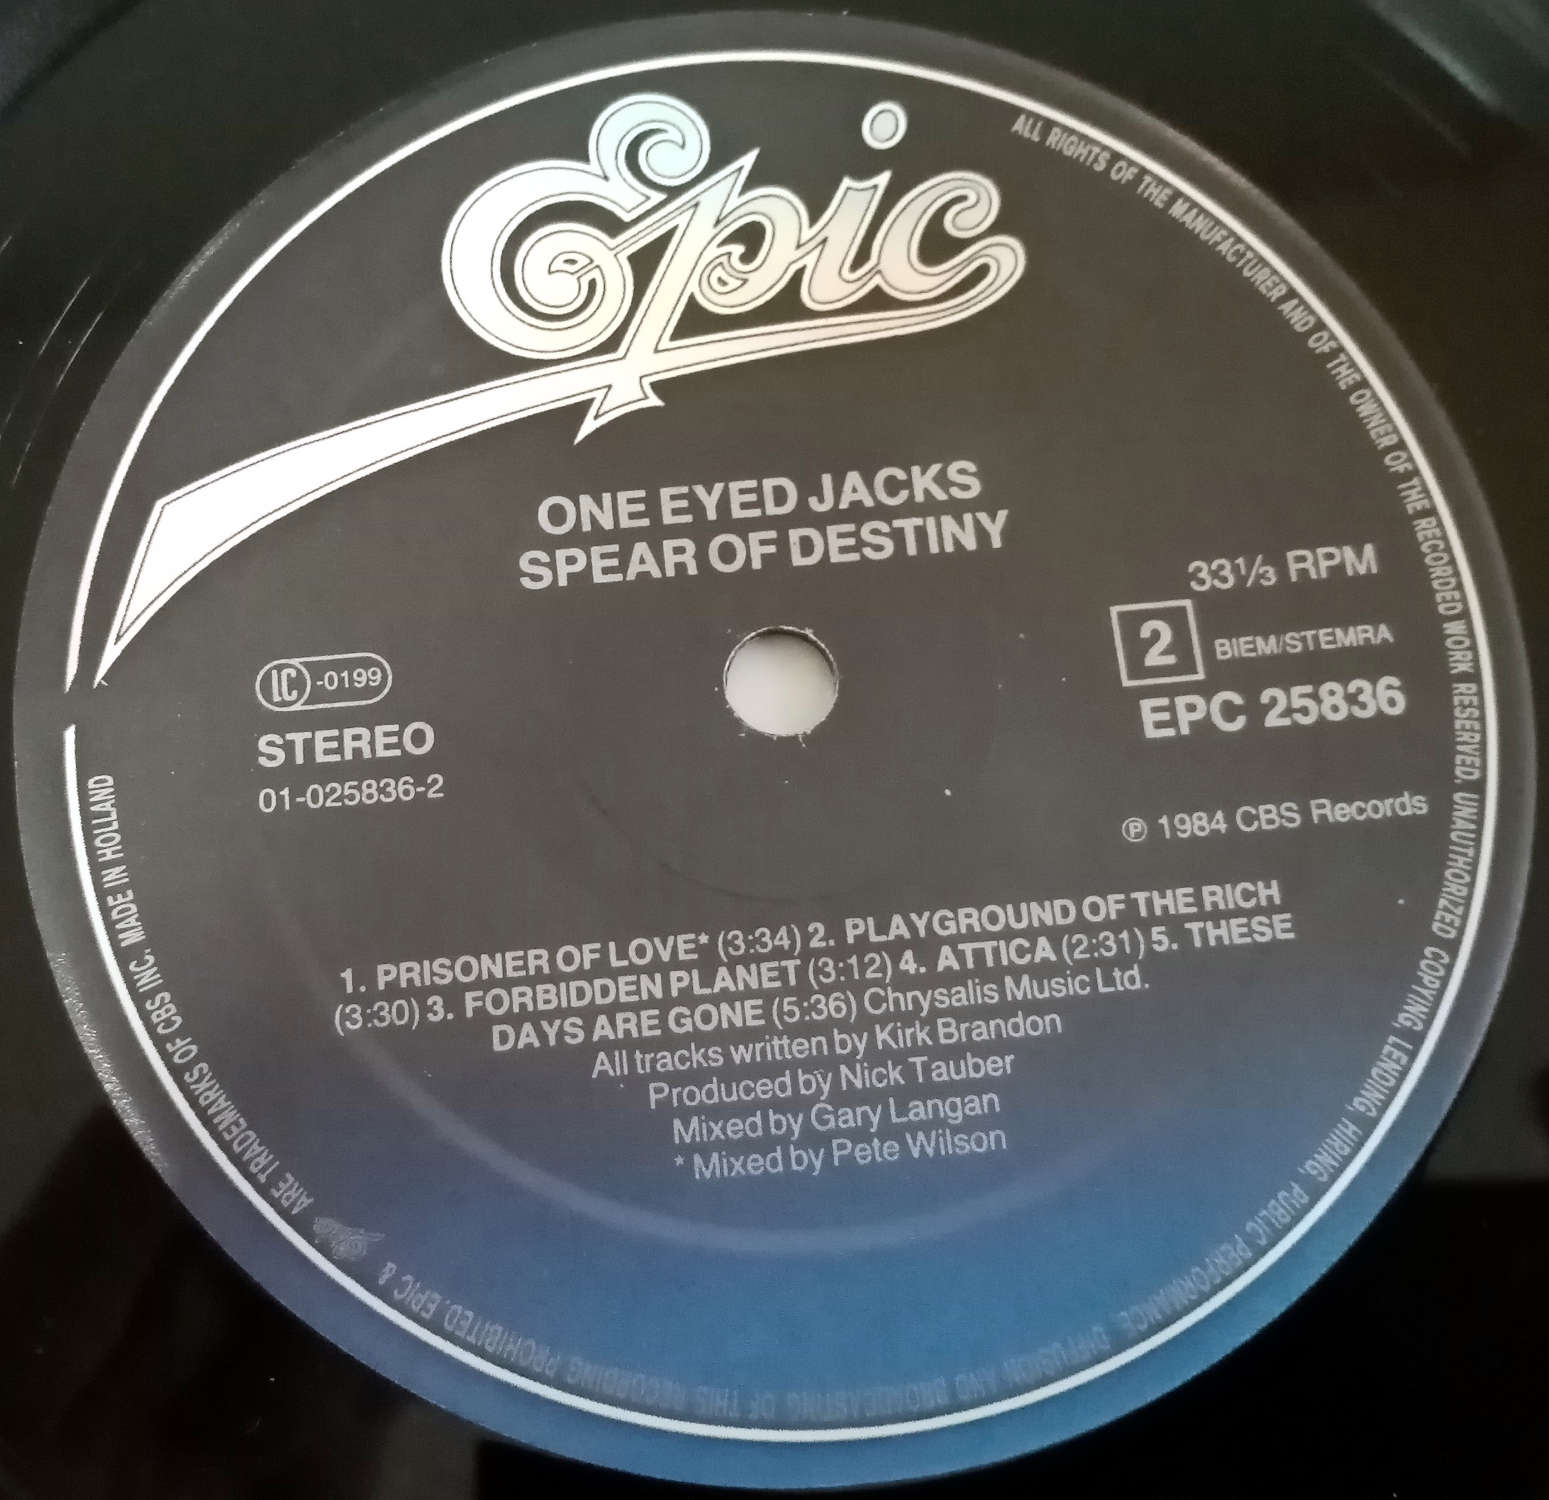 Epic
ONE EYED JACKS
SPEAR OF DESTINY
33⅓ RPM
2
BIEM/STEMRA
EPC 25836
LC-0199
STEREO
01-025836-2
℗ 1984 CBS Records
1. PRISONER OF LOVE* (3:34) 2. PLAYGROUND OF THE RICH
(3:30) 3. FORBIDDEN PLANET (3:12) 4. ATTICA (2:31) 5. THESE
DAYS ARE GONE (5:36) Chrysalis Music Ltd.
All tracks written by Kirk Brandon
Produced by Nick Tauber
Mixed by Gary Langan
* Mixed by Pete Wilson
ALL RIGHTS OF THE MANUFACTURER AND OF THE OWNER OF THE RECORDED WORK RESERVED. UNAUTHORIZED COPYING, LENDING, HIRING, PUBLIC PERFORMANCE, DIFFUSION AND BROADCASTING OF THIS RECORDING PROHIBITED. EPIC & ARE TRADEMARKS OF CBS INC. MADE IN HOLLAND